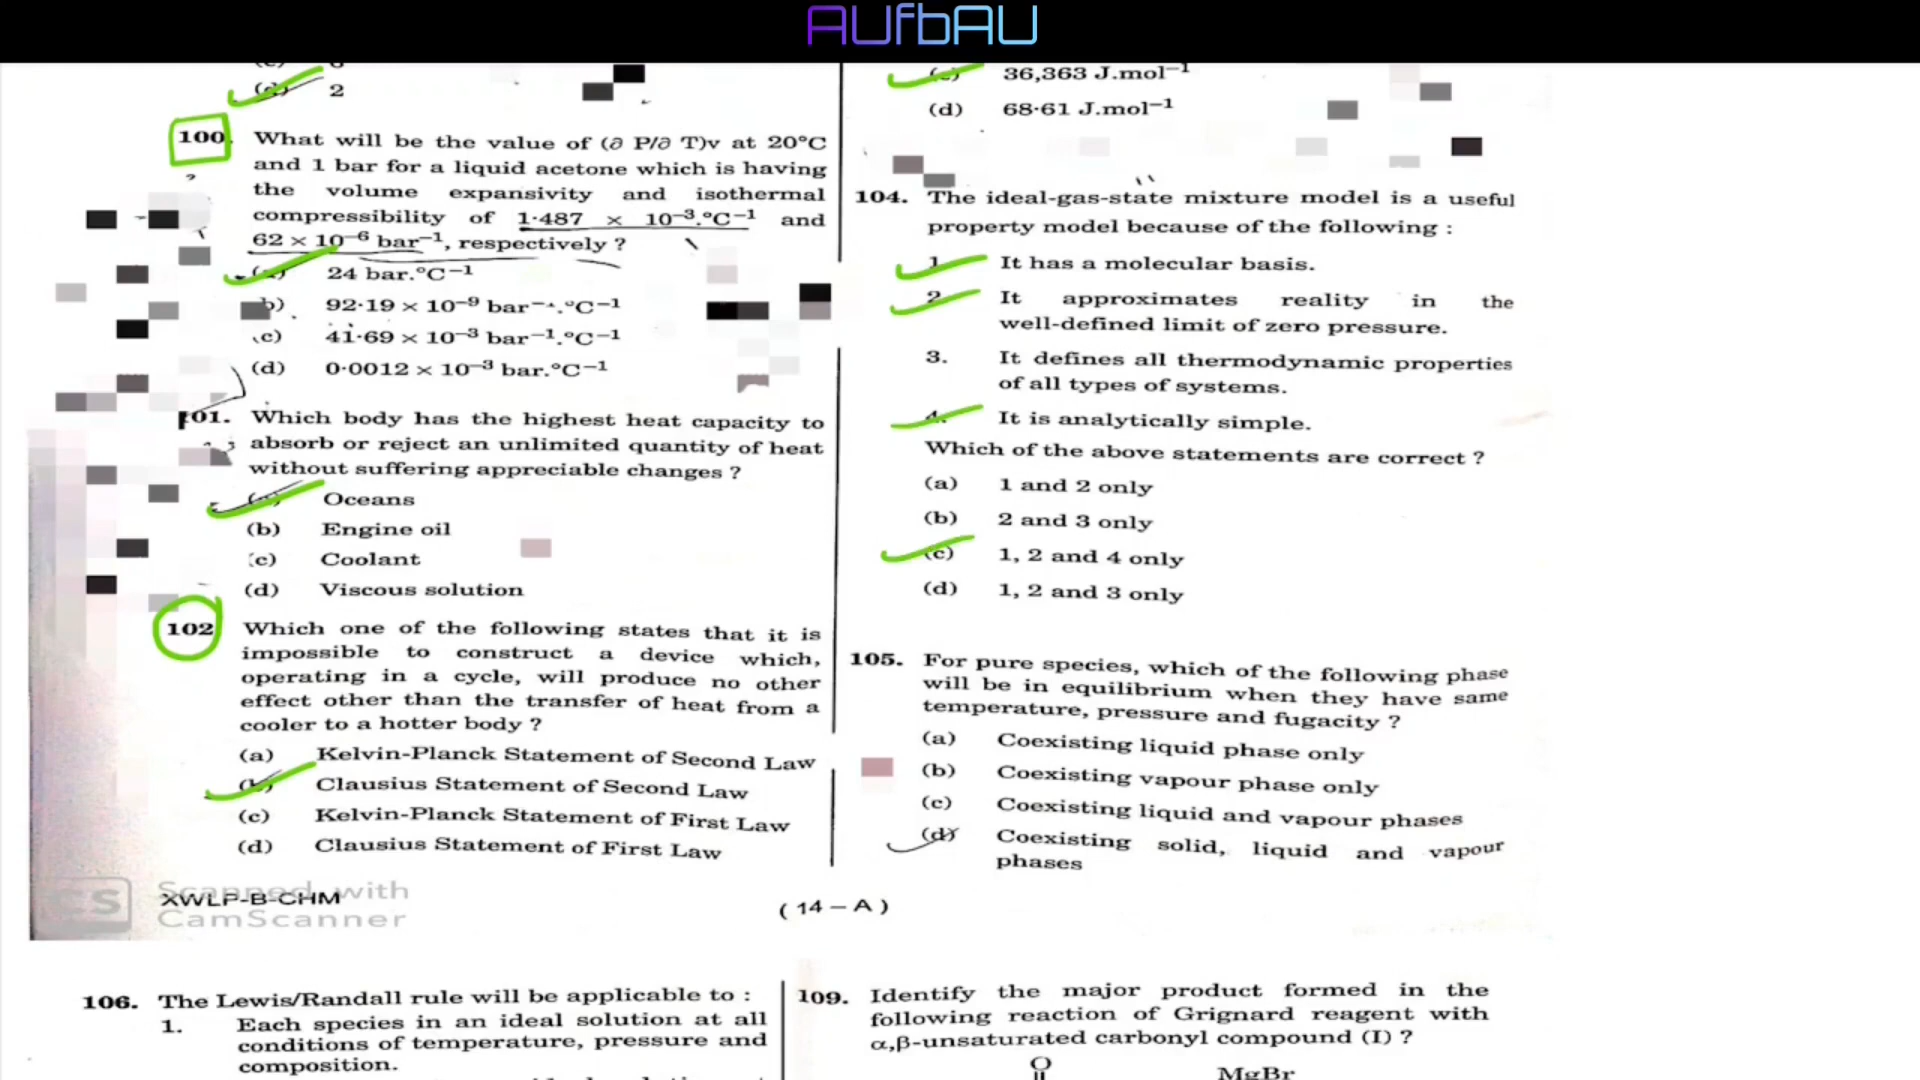 AUfbAU
2
100. What will be the value of (∂ P/∂ T)v at 20°C
and 1 bar for a liquid acetone which is having
the volume expansivity and isothermal
compressibility of 1·487 × 10⁻³.°C⁻¹ and
62 × 10⁻⁶ bar⁻¹, respectively ?
24 bar.°C⁻¹
b) 92·19 × 10⁻⁹ bar .°C⁻¹
(c) 41·69 × 10⁻³ bar⁻¹.°C⁻¹
(d) 0·0012 × 10⁻³ bar.°C⁻¹
101. Which body has the highest heat capacity to
absorb or reject an unlimited quantity of heat
without suffering appreciable changes ?
Oceans
(b) Engine oil
(c) Coolant
(d) Viscous solution
102 Which one of the following states that it is
impossible to construct a device which,
operating in a cycle, will produce no other
effect other than the transfer of heat from a
cooler to a hotter body ?
(a) Kelvin-Planck Statement of Second Law
Clausius Statement of Second Law
(c) Kelvin-Planck Statement of First Law
(d) Clausius Statement of First Law
36,363 J.mol⁻¹
(d) 68·61 J.mol⁻¹
104. The ideal-gas-state mixture model is a useful
property model because of the following :
1. It has a molecular basis.
2. It approximates reality in the
well-defined limit of zero pressure.
3. It defines all thermodynamic properties
of all types of systems.
4. It is analytically simple.
Which of the above statements are correct ?
(a) 1 and 2 only
(b) 2 and 3 only
(c) 1, 2 and 4 only
(d) 1, 2 and 3 only
105. For pure species, which of the following phase
will be in equilibrium when they have same
temperature, pressure and fugacity ?
(a) Coexisting liquid phase only
(b) Coexisting vapour phase only
(c) Coexisting liquid and vapour phases
(d) Coexisting solid, liquid and vapour
phases
CS Scanned with
CamScanner
XWLP-B-CHM
( 14 – A )
106. The Lewis/Randall rule will be applicable to :
1. Each species in an ideal solution at all
conditions of temperature, pressure and
composition.
109. Identify the major product formed in the
following reaction of Grignard reagent with
α,β-unsaturated carbonyl compound (I) ?
O
MgBr